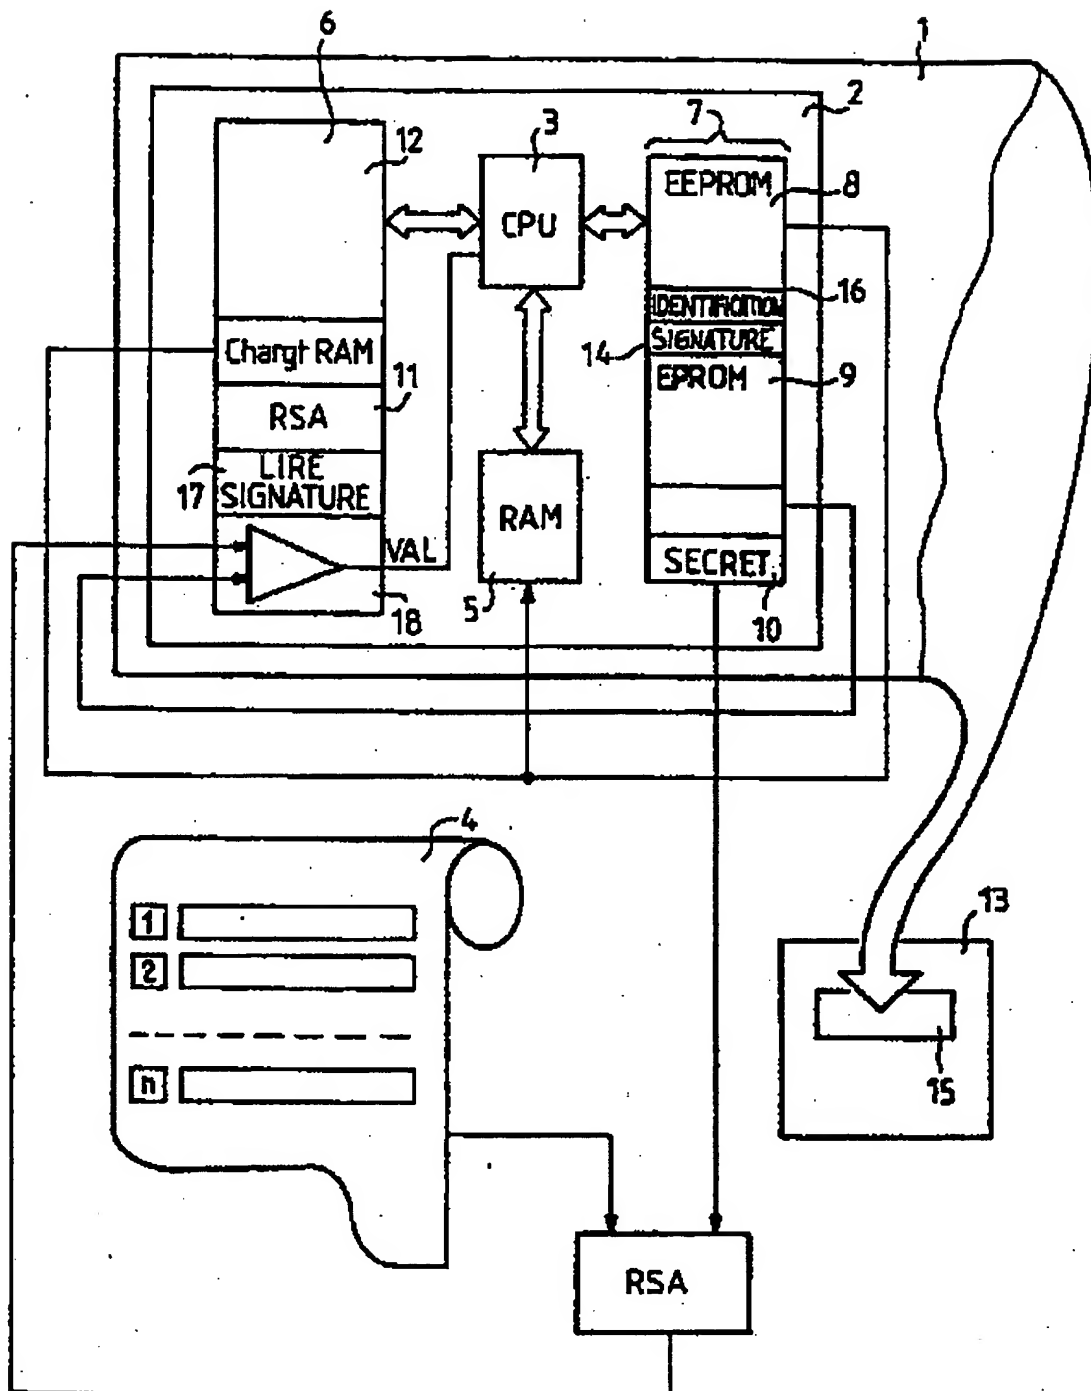 6
1
2
12
3
7
EEPROM
8
CPU
16
IDENTIFICATION
SIGNATURE
14
Chargt RAM
EPROM
9
11
RSA
LIRE
17
SIGNATURE
RAM
VAL
SECRET.
5
18
10
4
1
2
n
13
15
RSA